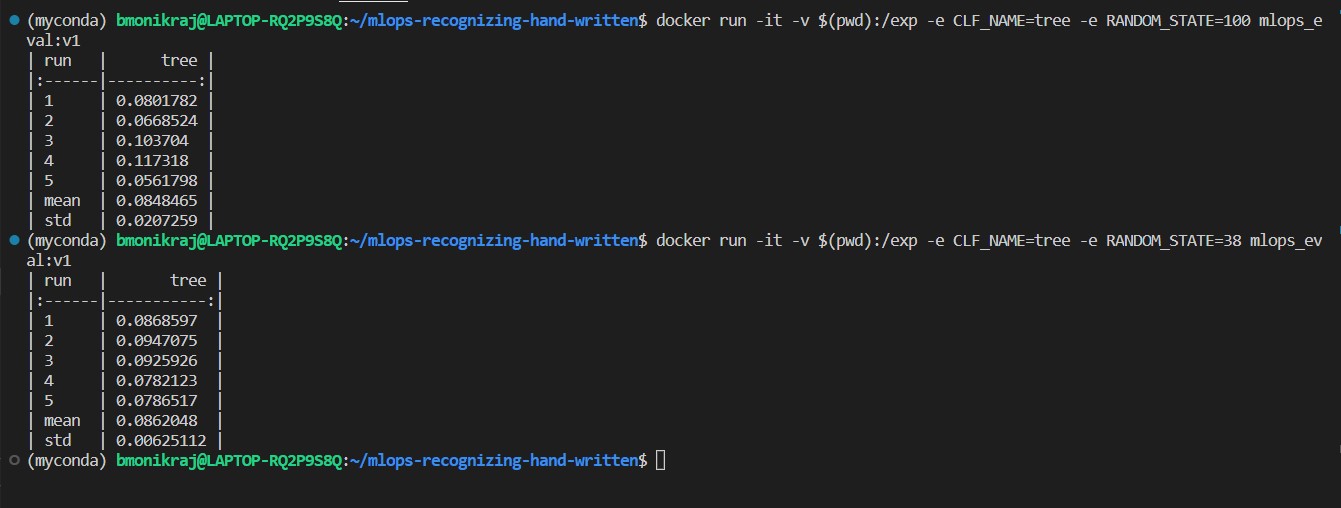 (myconda) bmonikraj@LAPTOP-RQ2P9S8Q:~/mlops-recognizing-hand-written$ docker run -it -v $(pwd):/exp -e CLF_NAME=tree -e RANDOM_STATE=100 mlops_e
val:v1
| run   |      tree |
|:------|----------:|
| 1     | 0.0801782 |
| 2     | 0.0668524 |
| 3     | 0.103704  |
| 4     | 0.117318  |
| 5     | 0.0561798 |
| mean  | 0.0848465 |
| std   | 0.0207259 |
(myconda) bmonikraj@LAPTOP-RQ2P9S8Q:~/mlops-recognizing-hand-written$ docker run -it -v $(pwd):/exp -e CLF_NAME=tree -e RANDOM_STATE=38 mlops_ev
al:v1
| run   |       tree |
|:------|-----------:|
| 1     | 0.0868597  |
| 2     | 0.0947075  |
| 3     | 0.0925926  |
| 4     | 0.0782123  |
| 5     | 0.0786517  |
| mean  | 0.0862048  |
| std   | 0.00625112 |
(myconda) bmonikraj@LAPTOP-RQ2P9S8Q:~/mlops-recognizing-hand-written$